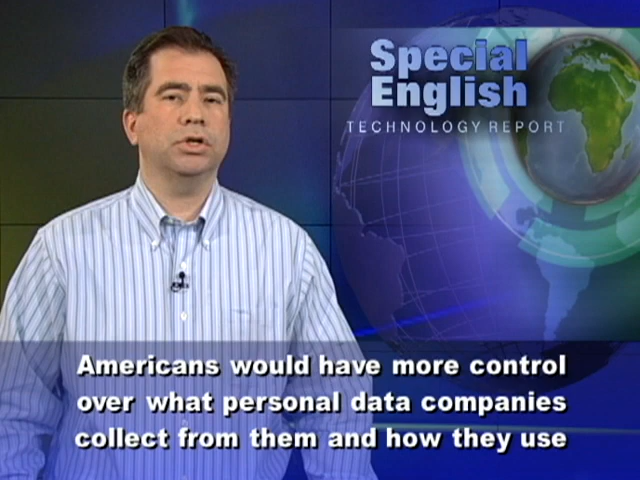 Special
English
TECHNOLOGY REPORT
Americans would have more control
over what personal data companies
collect from them and how they use